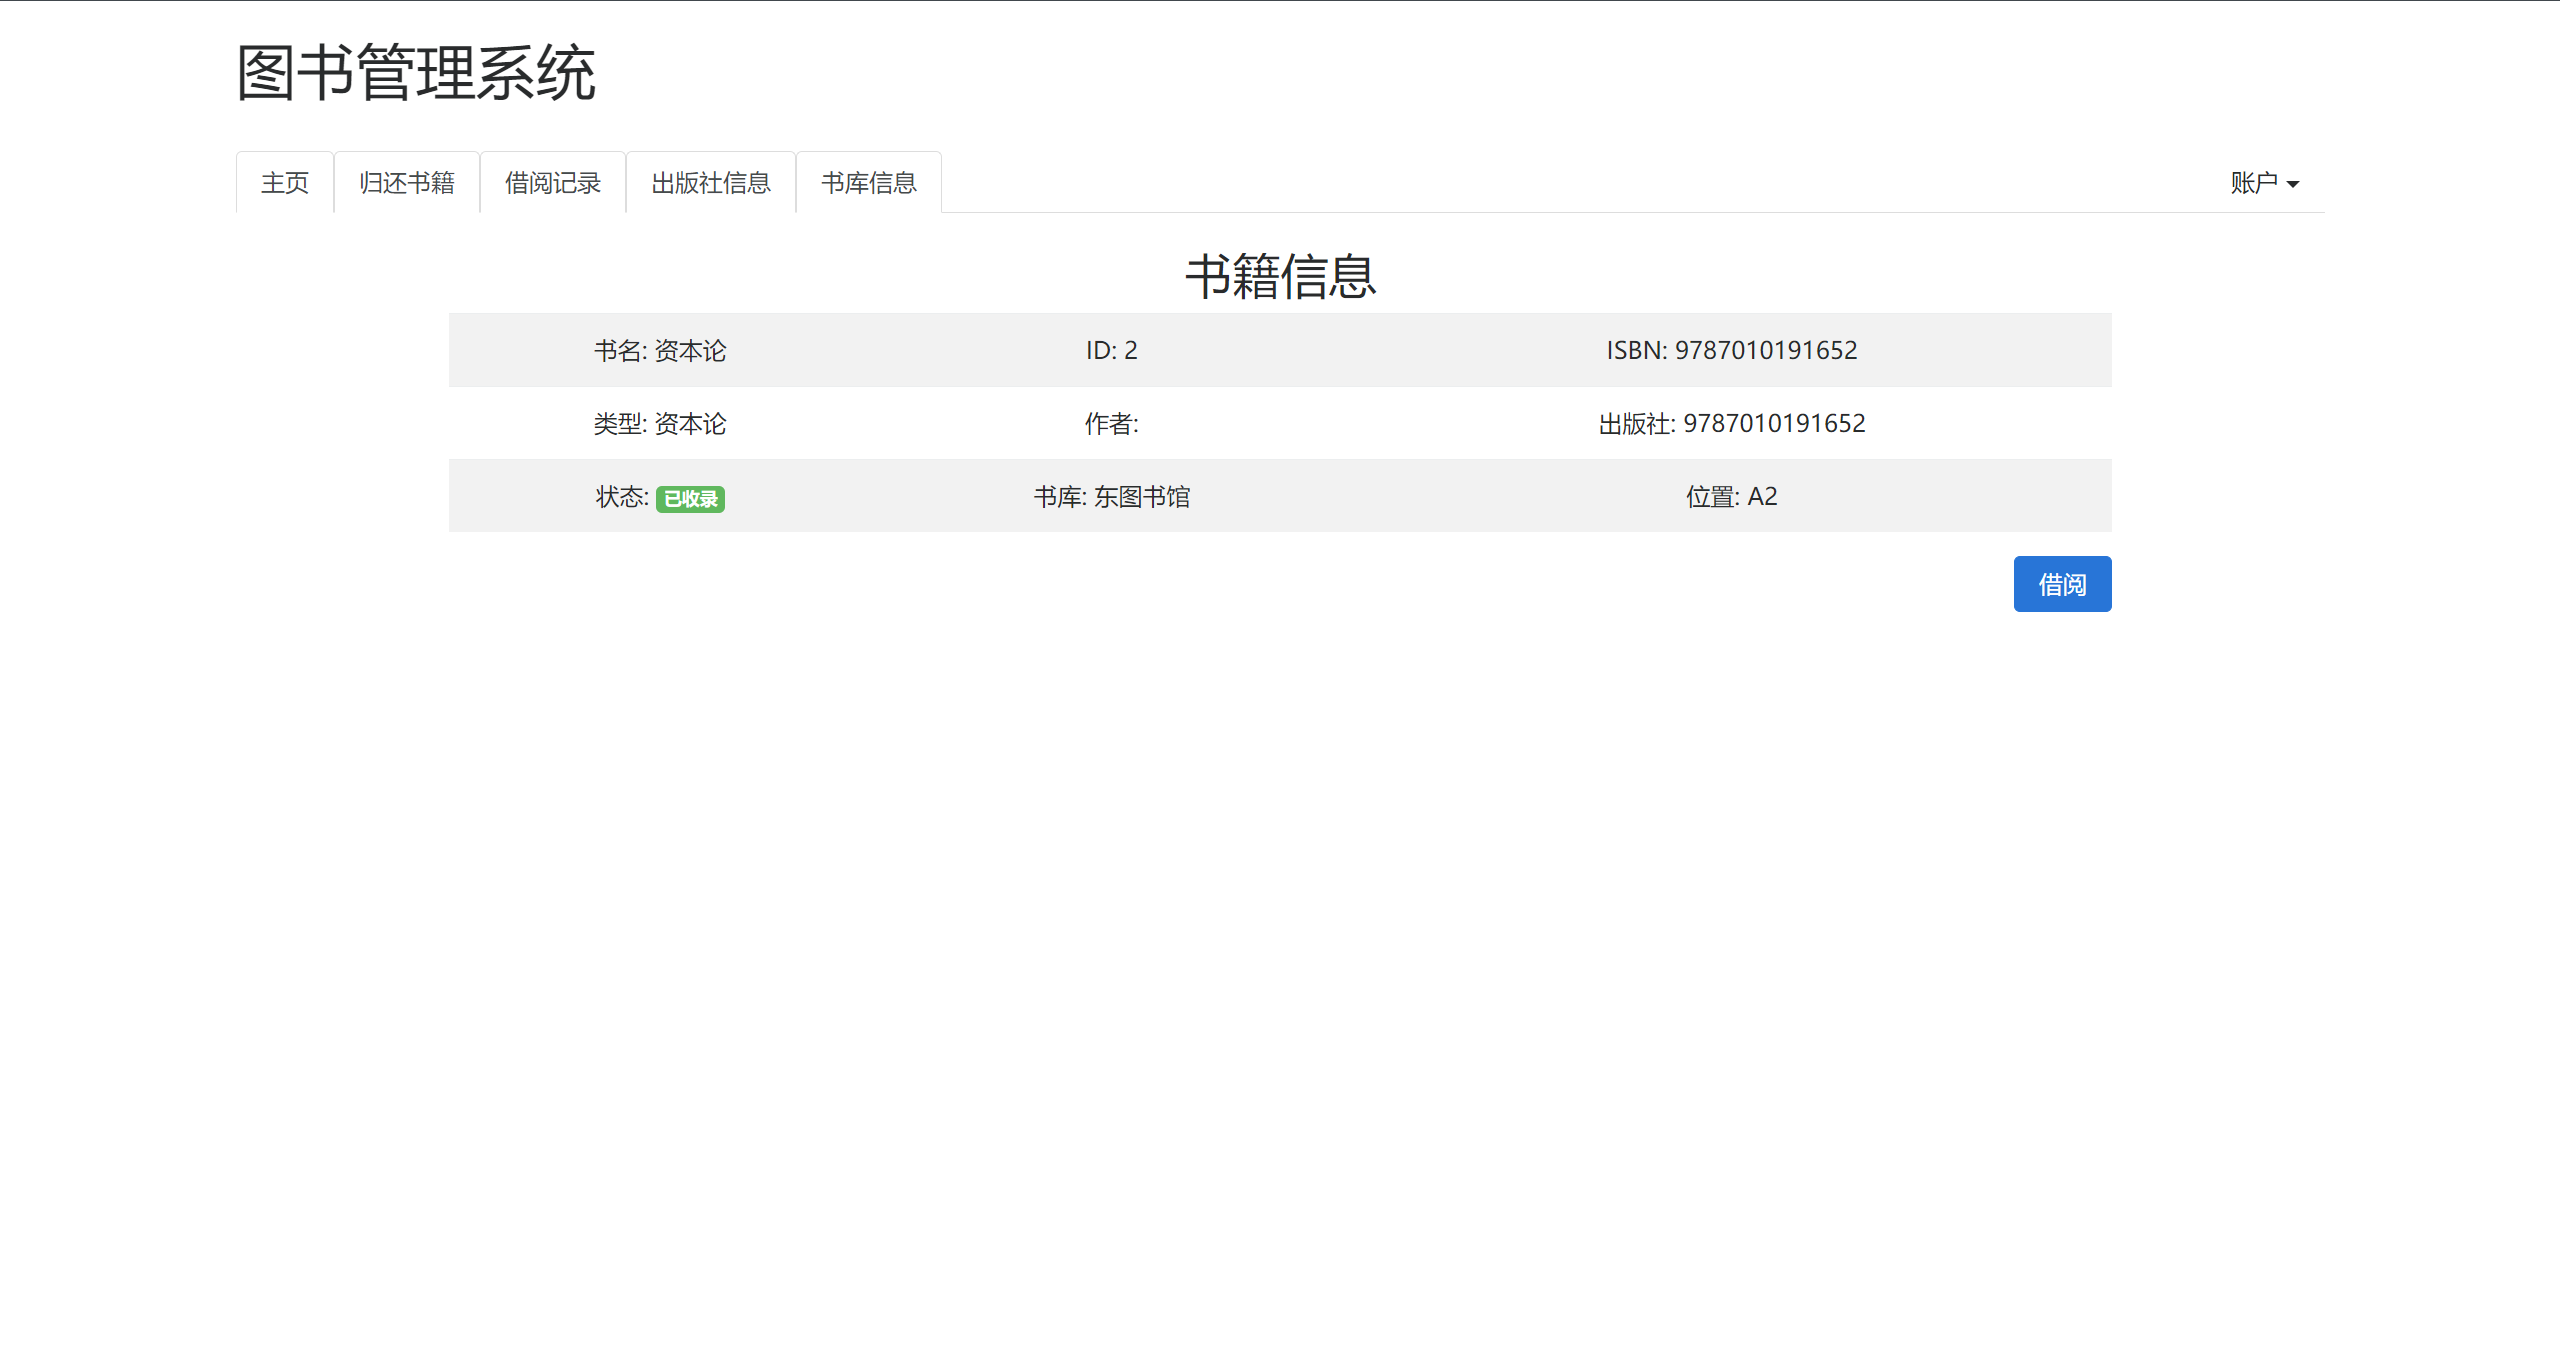 图书管理系统
主页 归还书籍 借阅记录 出版社信息 书库信息 账户
书籍信息
书名: 资本论 ID: 2 ISBN: 9787010191652
类型: 资本论 作者: 出版社: 9787010191652
状态: 已收录 书库: 东图书馆 位置: A2
借阅